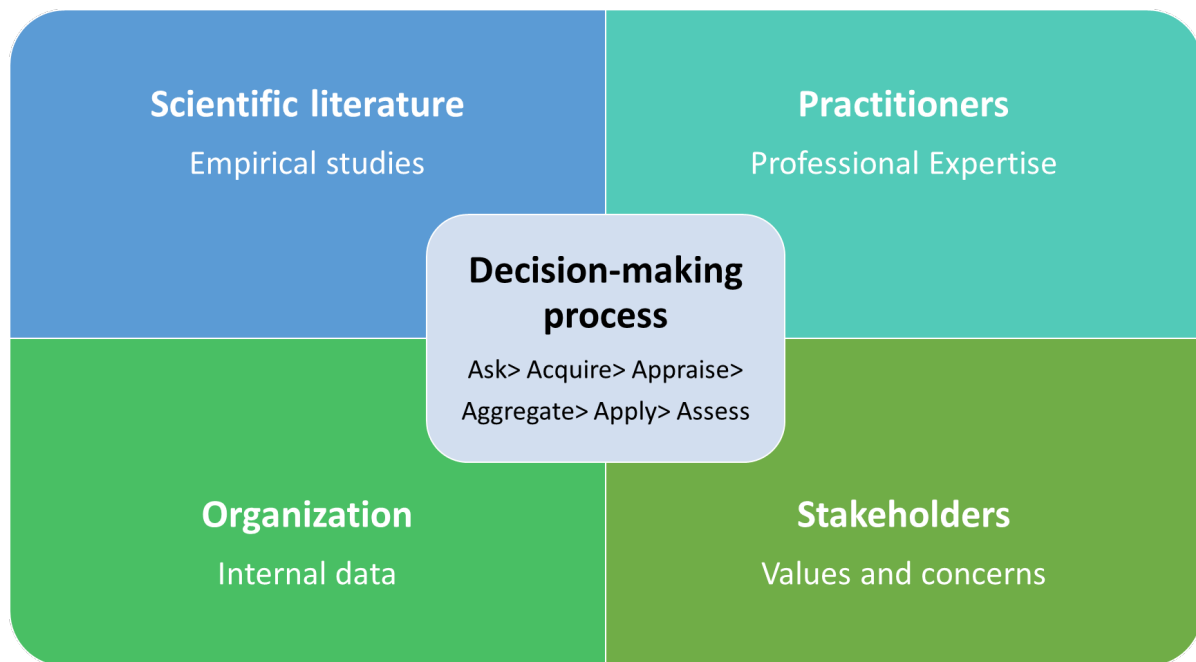 Scientific literature
Empirical studies
Practitioners
Professional Expertise
Decision-making
process
Ask> Acquire> Appraise>
Aggregate> Apply> Assess
Organization
Internal data
Stakeholders
Values and concerns